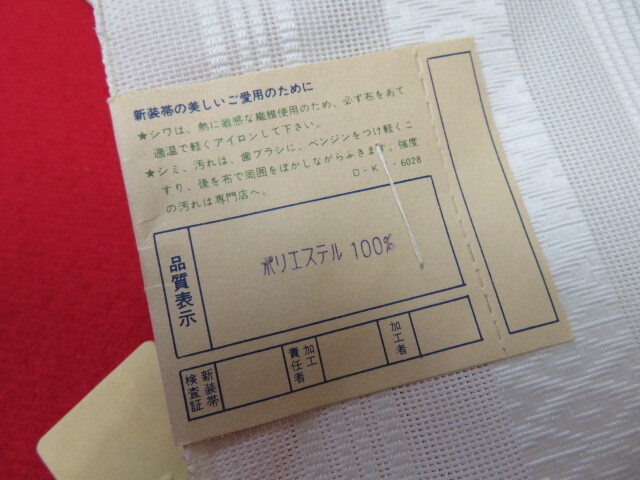 新装帯の美しいご愛用のために
★シワは、熱に敏感な繊維使用のため、必ず布をあて
適温で軽くアイロンして下さい。
★シミ、汚れは、歯ブラシに、ベンジンをつけ軽くこ
すり、後を布で周囲をぼかしながらふきます。強度
の汚れは専門店へ。
D-K -6028
品質表示
ポリエステル 100%
新装帯
検査証
加工
責任者
加工者